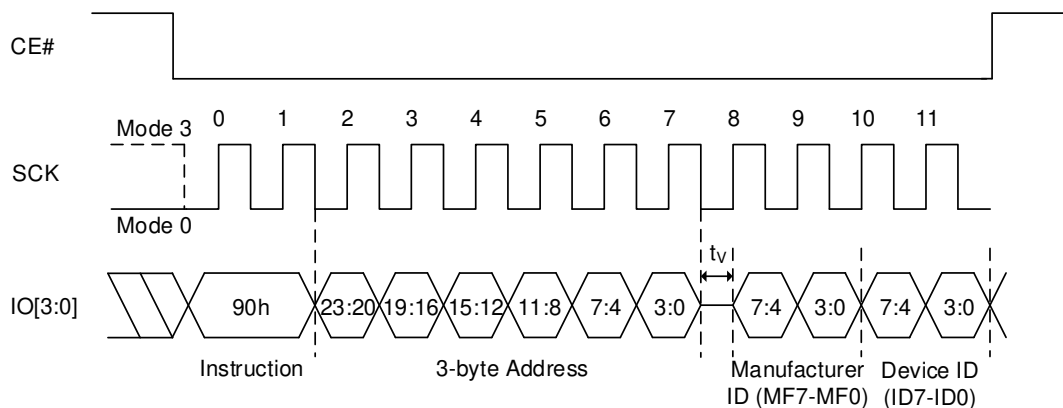 CE#
0 1 2 3 4 5 6 7 8 9 10 11
Mode 3
SCK
Mode 0
tV
IO[3:0] 90h 23:20 19:16 15:12 11:8 7:4 3:0 7:4 3:0 7:4 3:0
Instruction 3-byte Address Manufacturer Device ID
ID (MF7-MF0) (ID7-ID0)